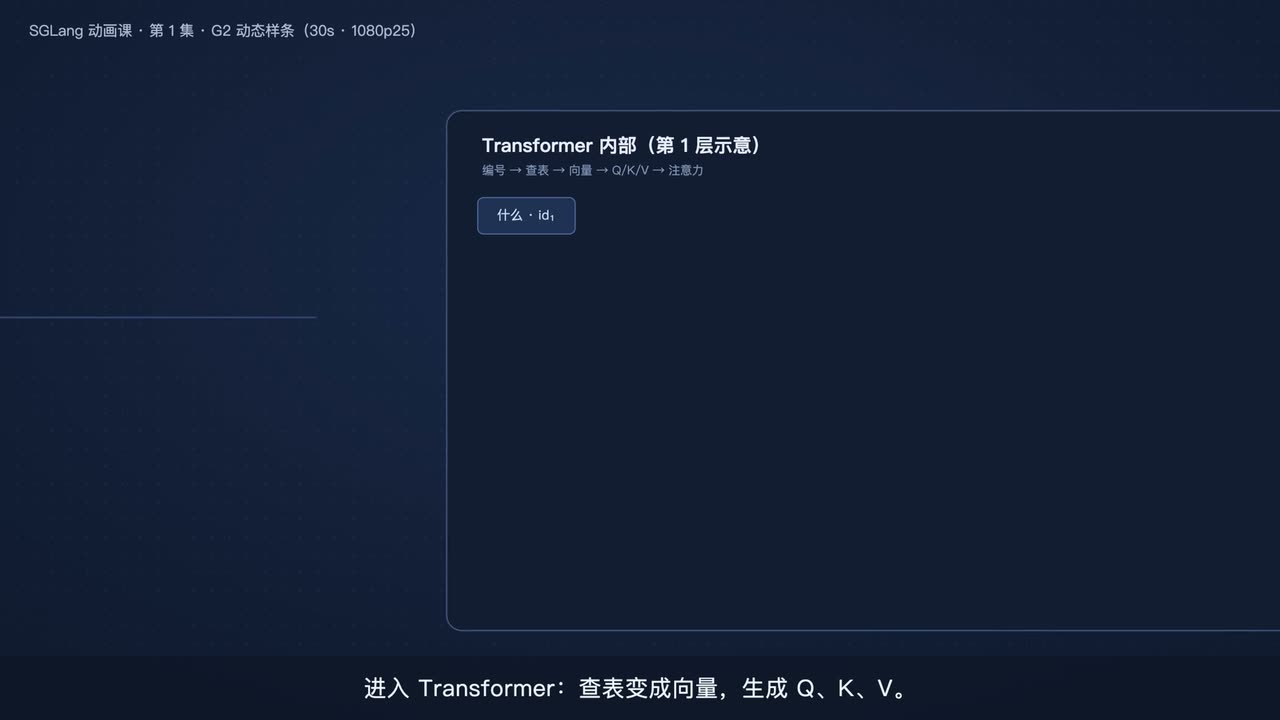 SGLang 动画课 · 第 1 集 · G2 动态样条（30s · 1080p25）
Transformer 内部（第 1 层示意）
编号 → 查表 → 向量 → Q/K/V → 注意力
什么 · id₁
进入 Transformer：查表变成向量，生成 Q、K、V。